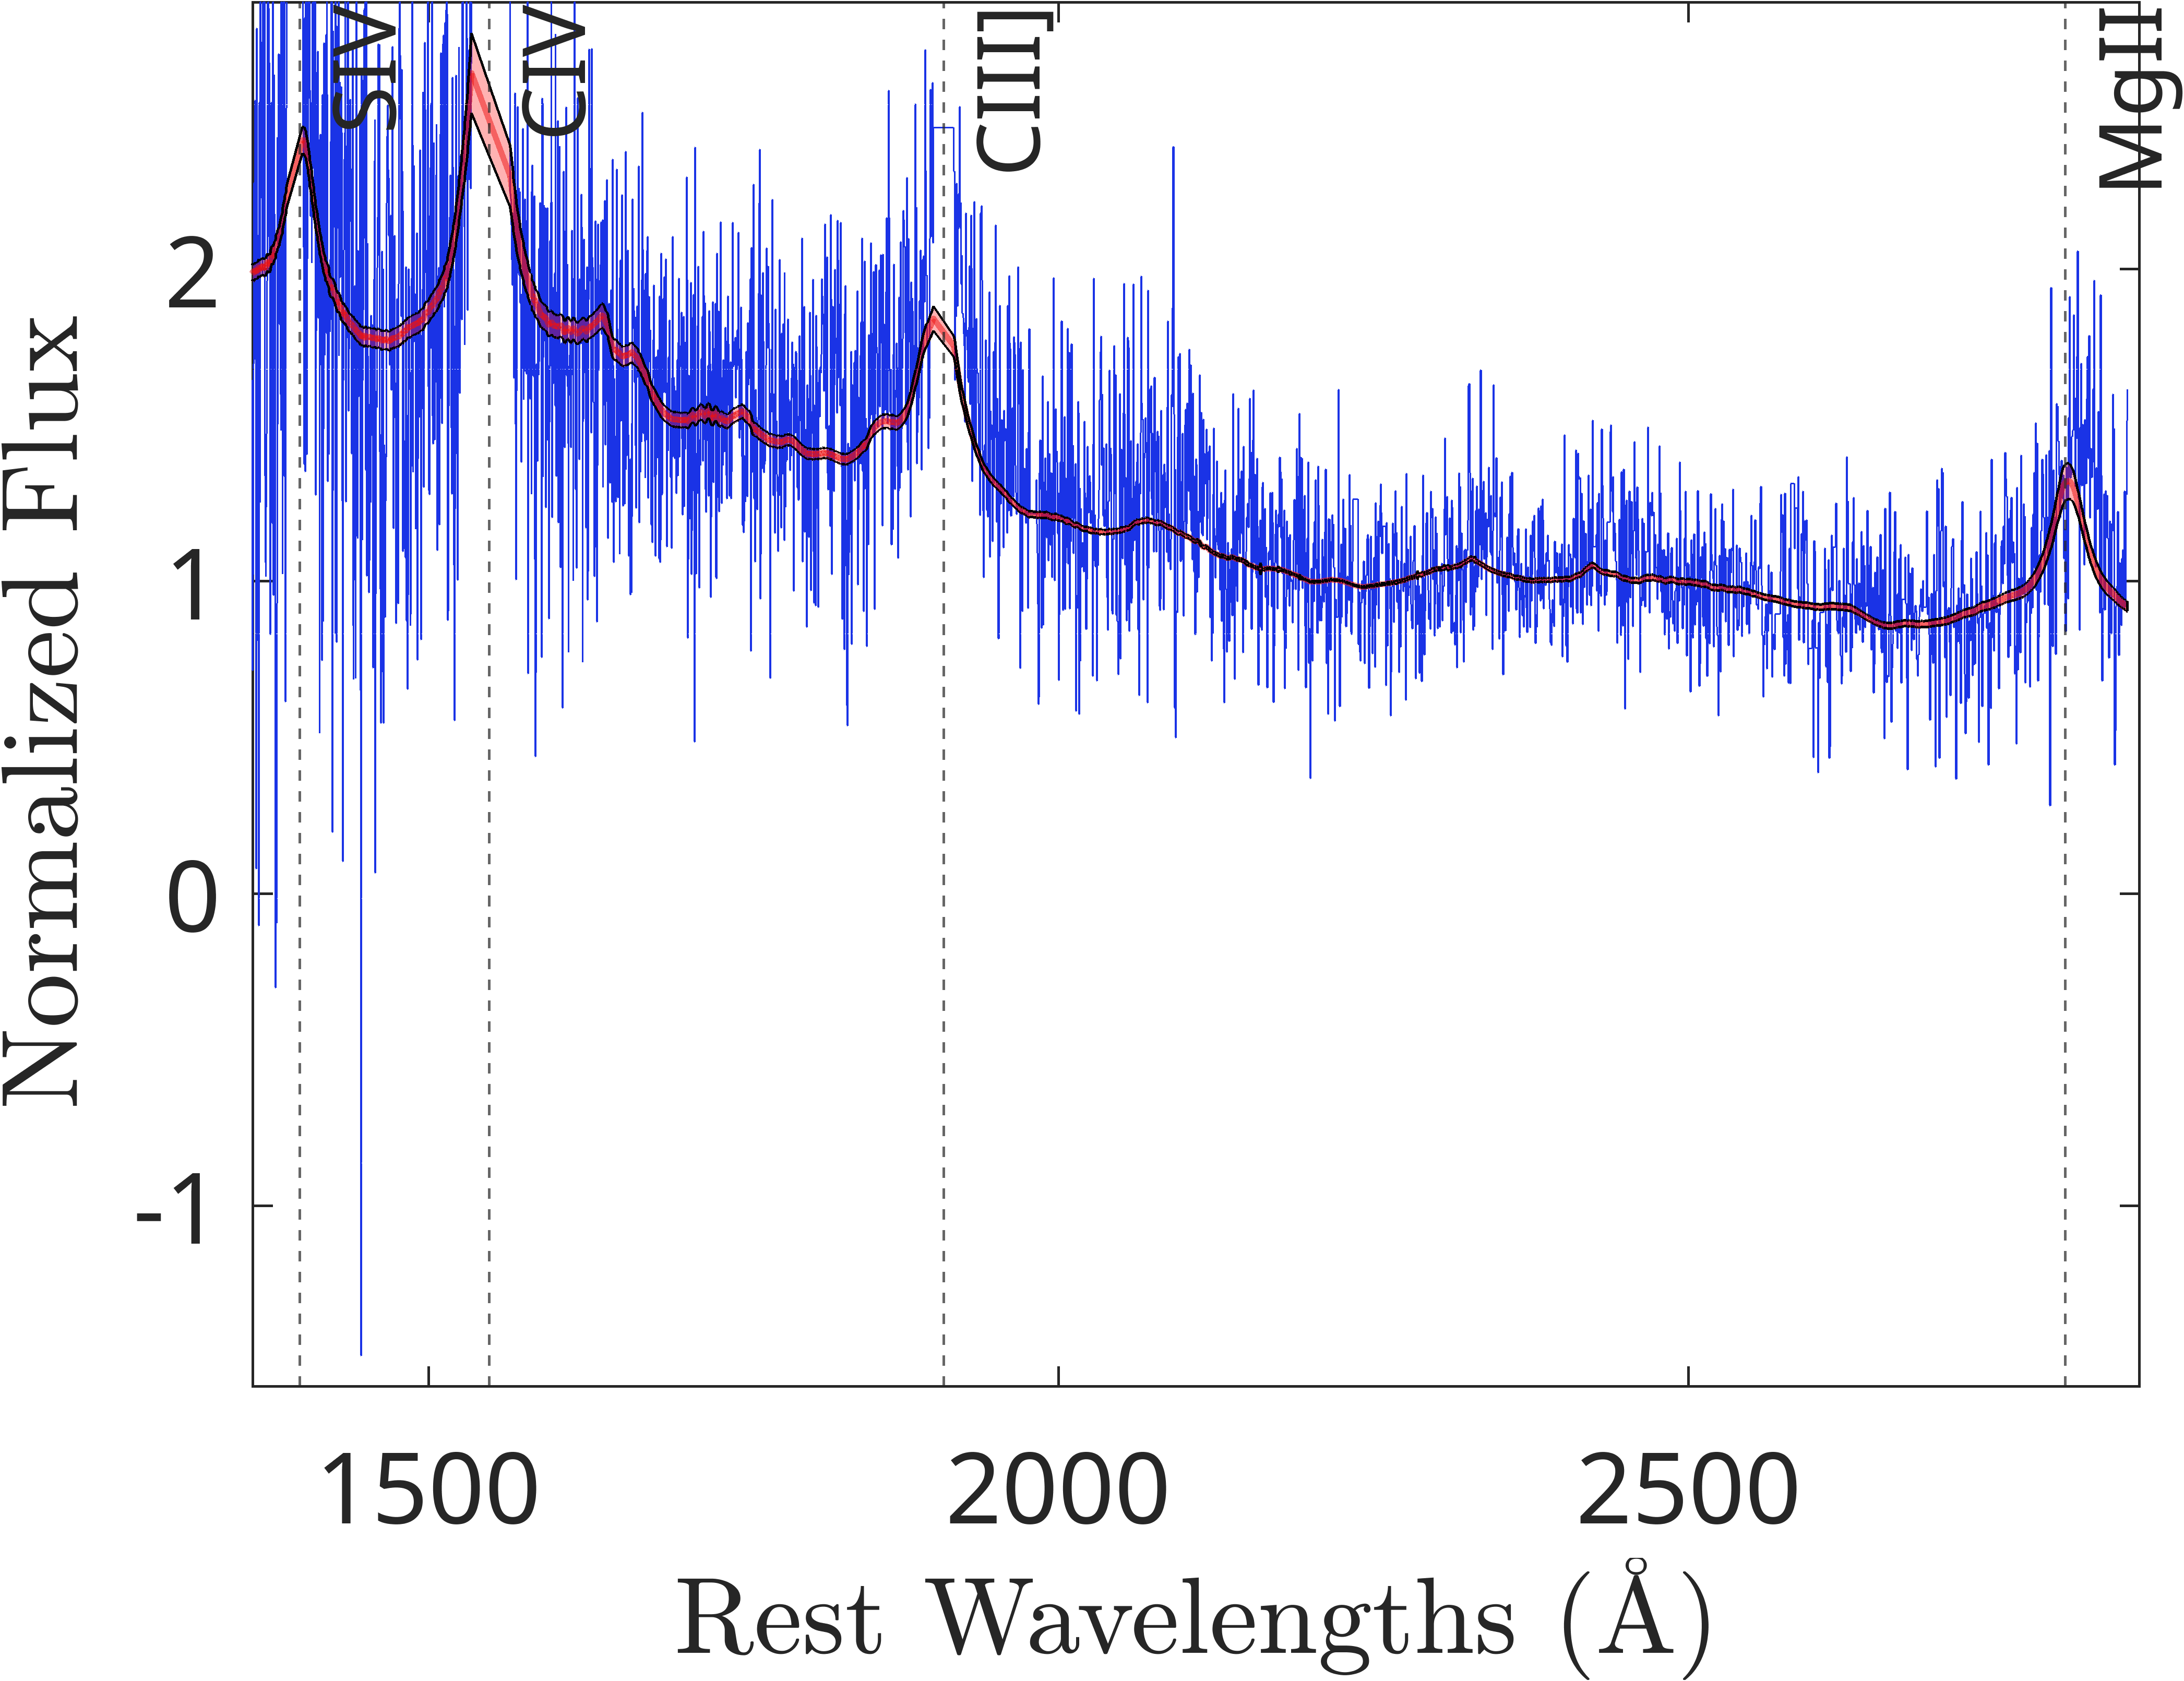 SIV
CIV
CIII]
MgII
2
1
0
-1
Normalized Flux
1500
2000
2500
Rest Wavelengths (Å)